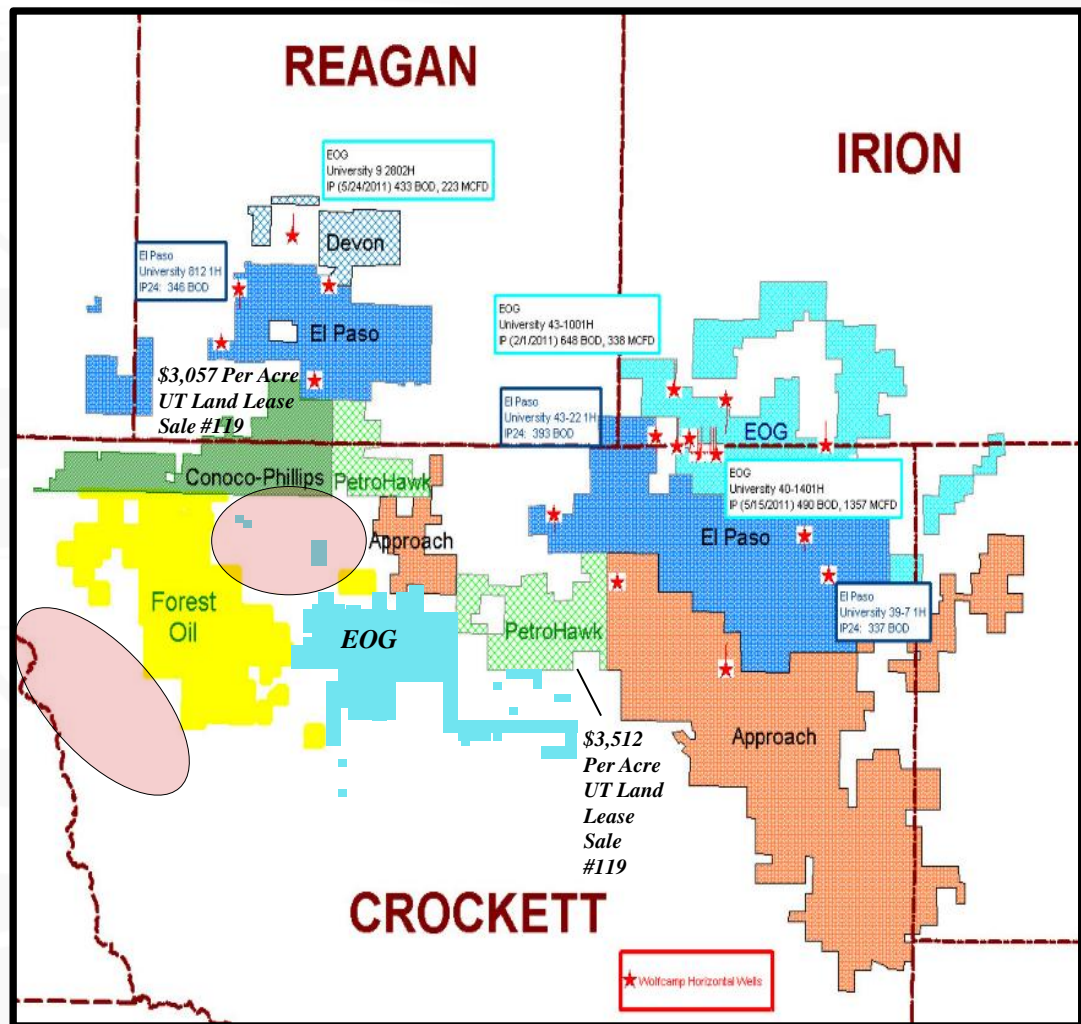 REAGAN
IRION
EOG
University 9 2802H
IP (5/24/2011) 433 BOD, 223 MCFD
Devon
El Paso
University 812 1H
IP24: 346 BOD
El Paso
EOG
University 43-1001H
IP (2/1/2011) 648 BOD, 338 MCFD
$3,057 Per Acre
UT Land Lease
Sale #119
El Paso
University 43-22 1H
IP24: 393 BOD
EOG
Conoco-Phillips
PetroHawk
EOG
University 40-1401H
IP (5/15/2011) 490 BOD, 1357 MCFD
Approach
El Paso
Forest
Oil
EOG
PetroHawk
El Paso
University 39-7 1H
IP24: 337 BOD
$3,512
Per Acre
UT Land
Lease
Sale
#119
Approach
CROCKETT
Wolfcamp Horizontal Wells